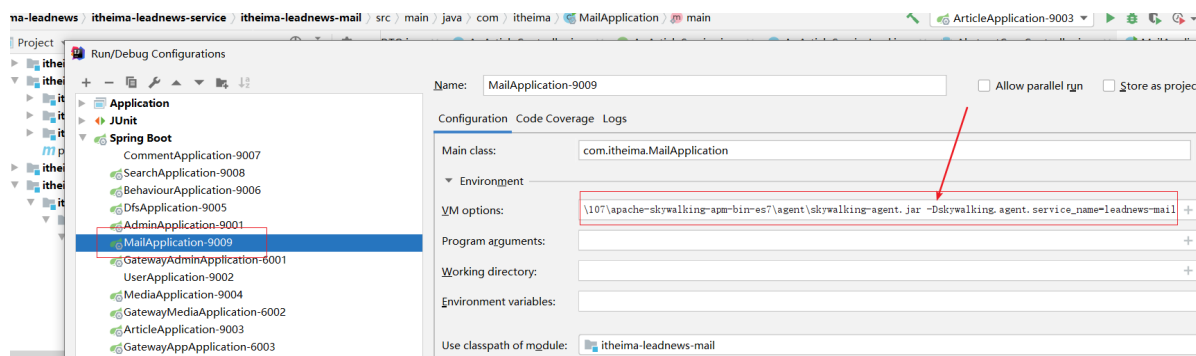 ma-leadnews › itheima-leadnews-service › itheima-leadnews-mail › src › main › java › com › itheima › MailApplication › main
ArticleApplication-9003
Project
Run/Debug Configurations
Name: MailApplication-9009
Allow parallel run
Store as projec
Application
JUnit
Spring Boot
CommentApplication-9007
SearchApplication-9008
BehaviourApplication-9006
DfsApplication-9005
AdminApplication-9001
MailApplication-9009
GatewayAdminApplication-6001
UserApplication-9002
MediaApplication-9004
GatewayMediaApplication-6002
ArticleApplication-9003
GatewayAppApplication-6003
Configuration Code Coverage Logs
Main class: com.itheima.MailApplication
Environment
VM options: \107\apache-skywalking-apm-bin-es7\agent\skywalking-agent.jar -Dskywalking.agent.service_name=leadnews-mail
Program arguments:
Working directory:
Environment variables:
Use classpath of module: itheima-leadnews-mail